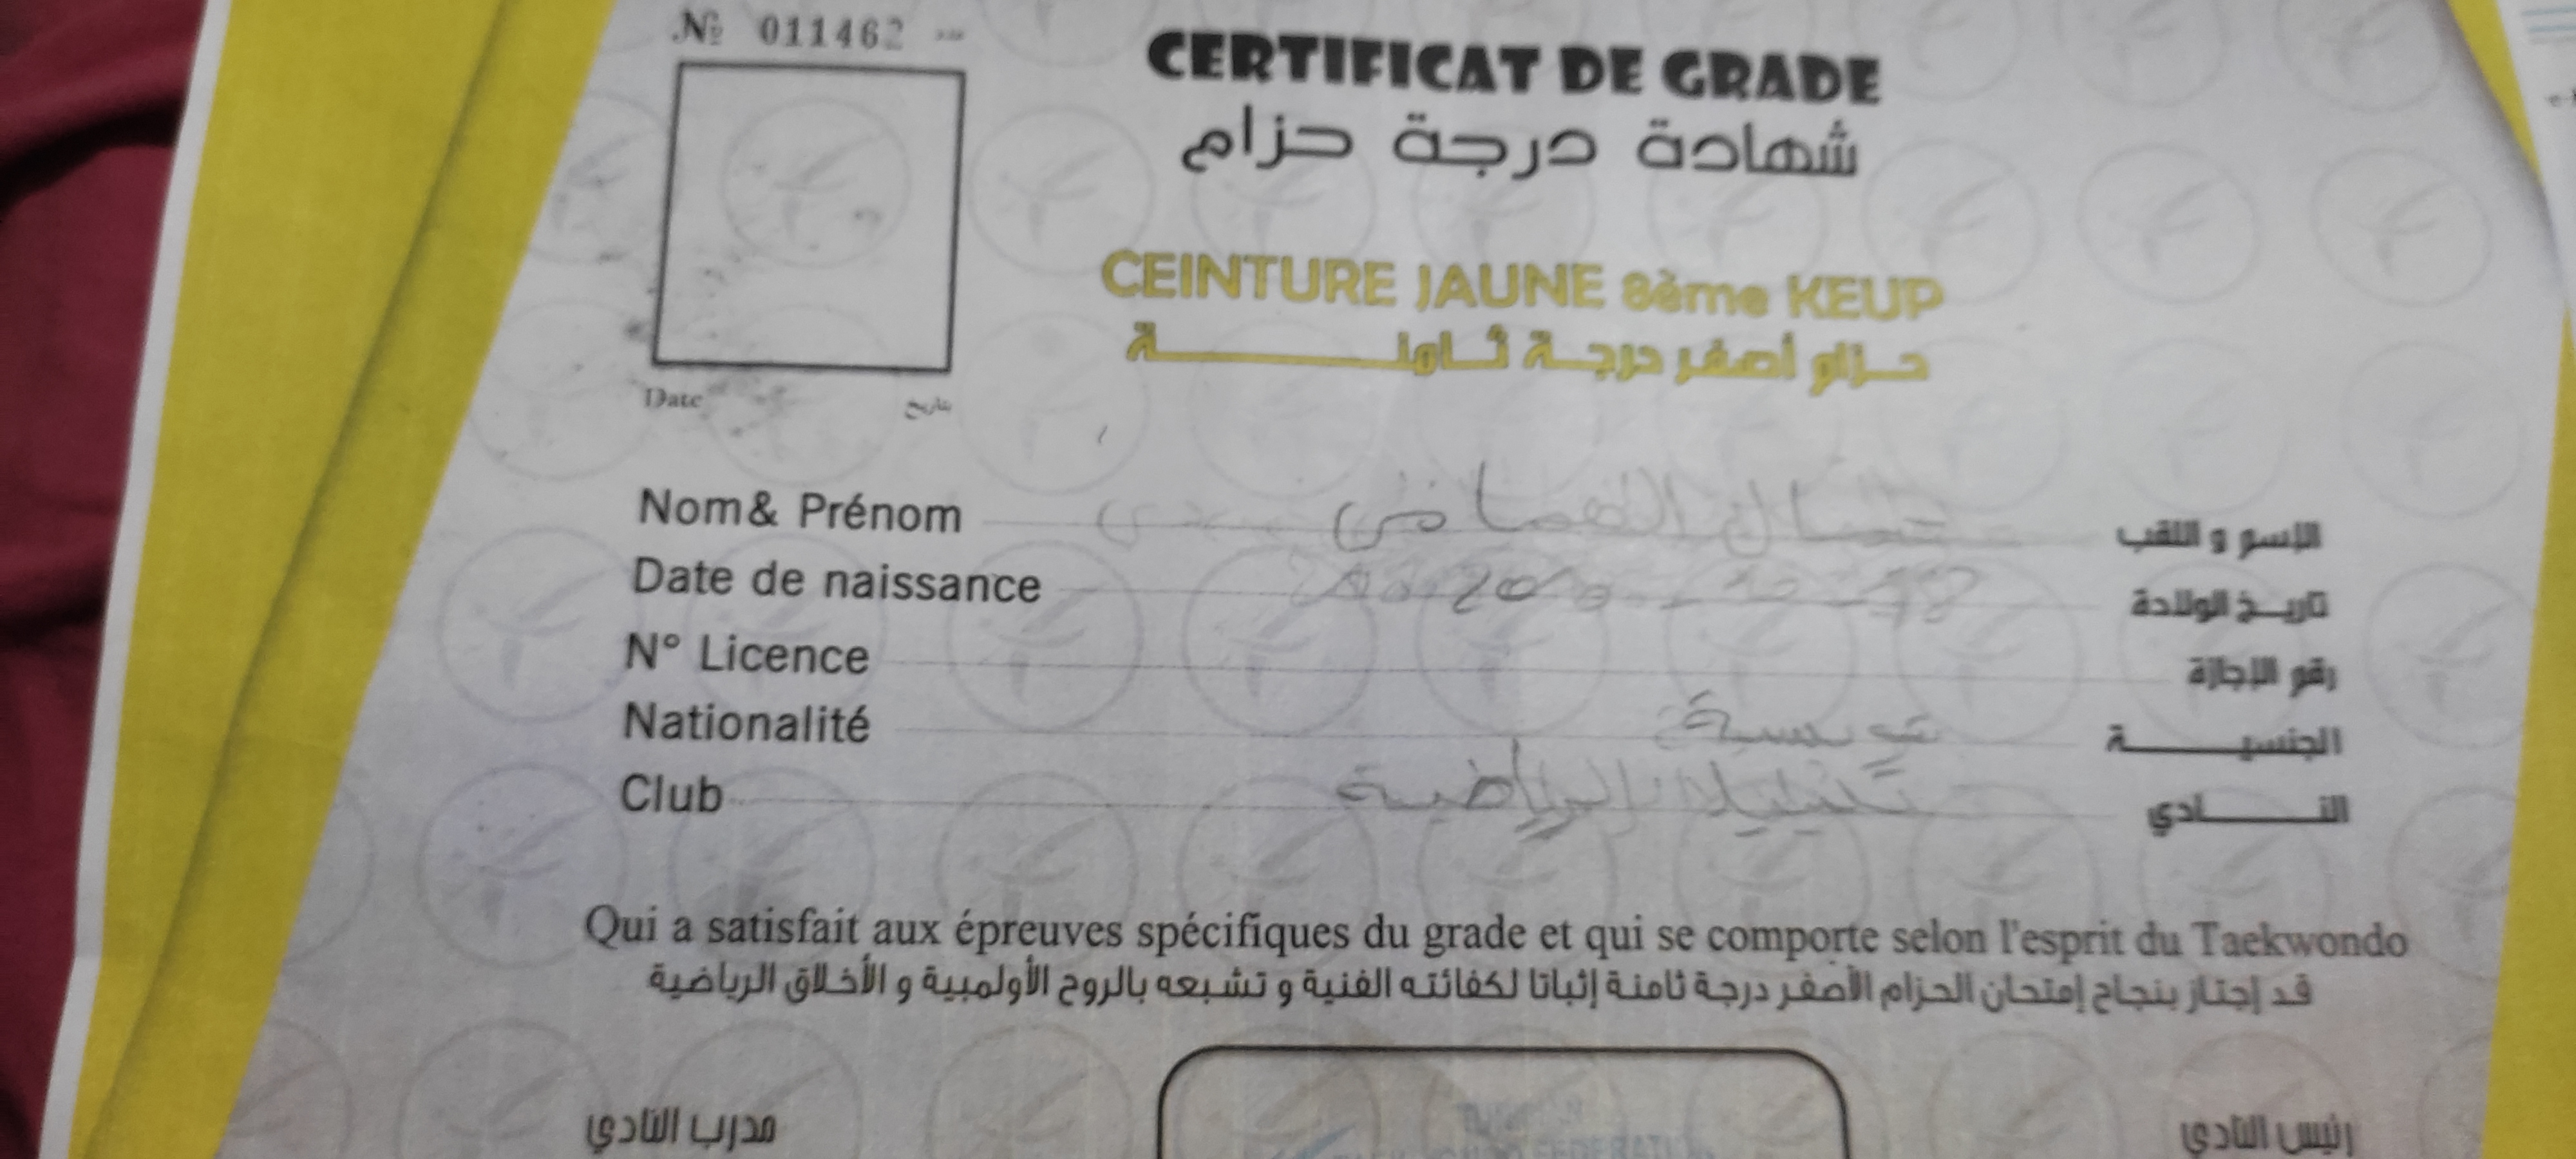 № 011462
CERTIFICAT DE GRADE
شهادة درجة حزام
CEINTURE JAUNE 8ème KEUP
حزام أصفر درجة ثامنة
Date تاريخ
Nom& Prénom الإسم و اللقب
Date de naissance تاريخ الولادة
N° Licence رقم الإجازة
Nationalité تونسية الجنسية
Club الرياضية النادي
Qui a satisfait aux épreuves spécifiques du grade et qui se comporte selon l'esprit du Taekwondo
قد إجتاز بنجاح إمتحان الحزام الأصفر درجة ثامنة إثباتا لكفائته الفنية و تشبعه بالروح الأولمبية و الأخلاق الرياضية
مدرب النادي رئيس النادي